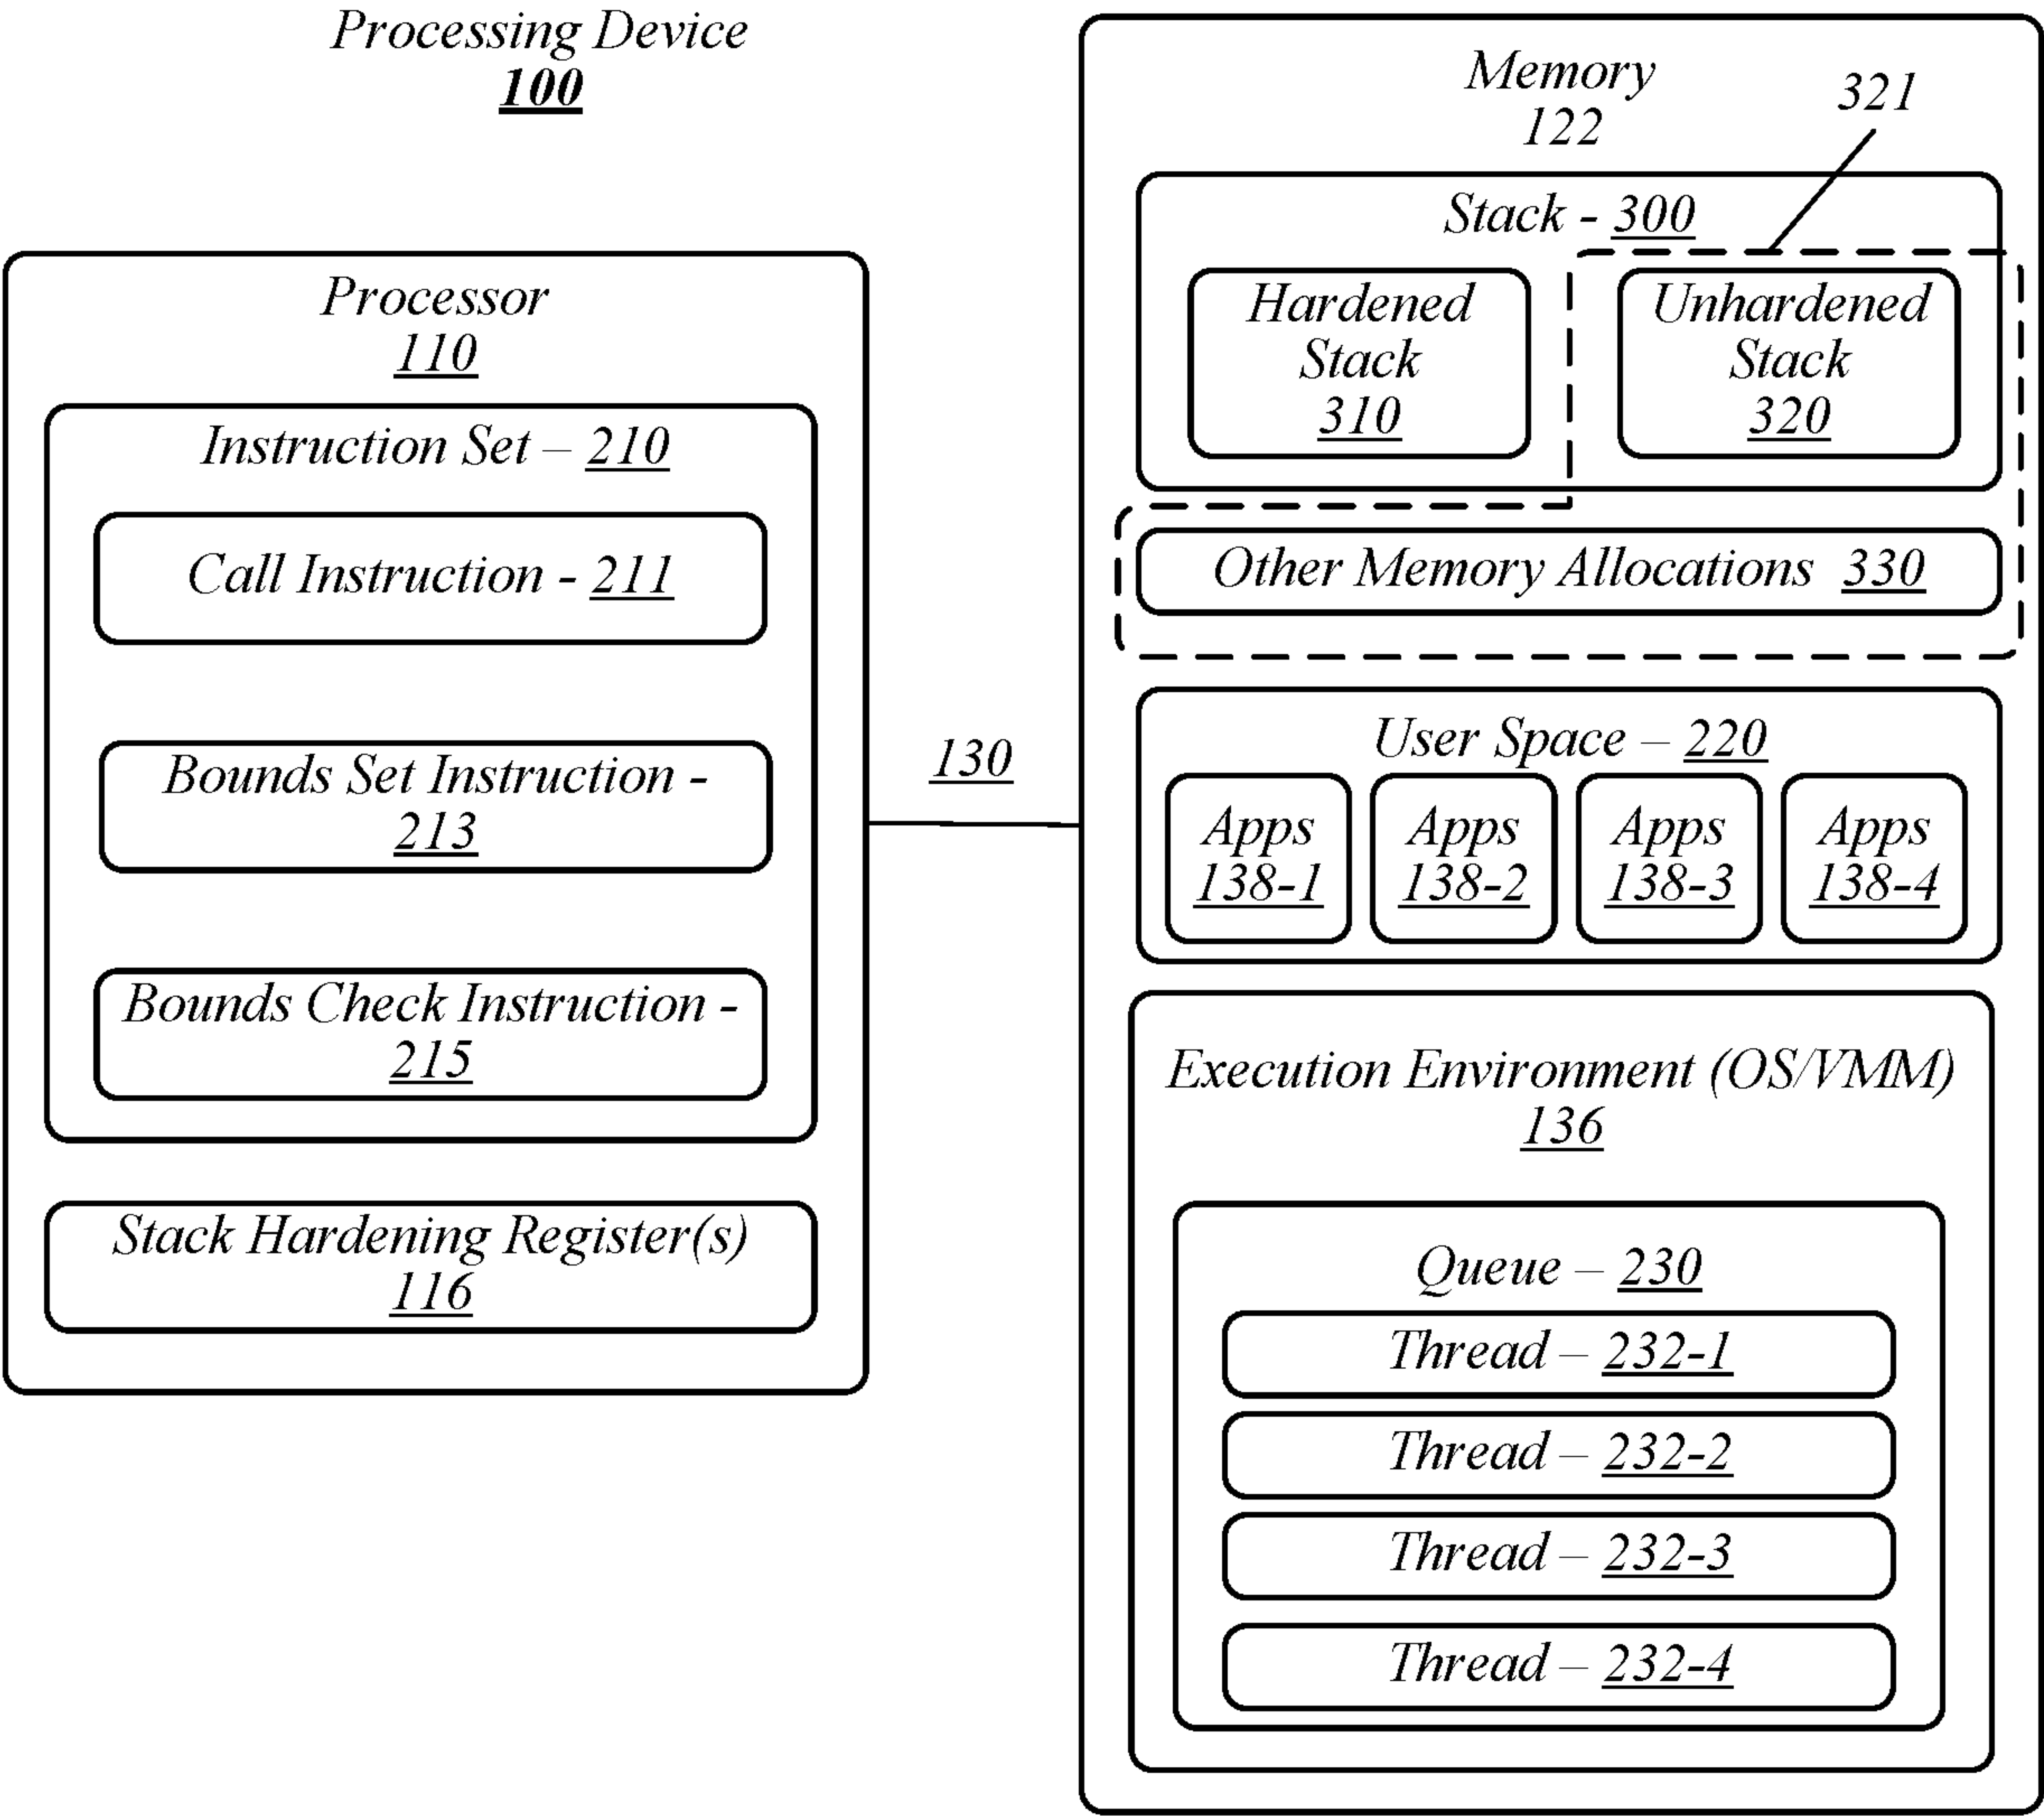 Processing Device
100
Processor
110
Instruction Set – 210
Call Instruction - 211
Bounds Set Instruction -
213
Bounds Check Instruction -
215
Stack Hardening Register(s)
116
130
Memory
122
321
Stack - 300
Hardened
Stack
310
Unhardened
Stack
320
Other Memory Allocations 330
User Space – 220
Apps
138-1
Apps
138-2
Apps
138-3
Apps
138-4
Execution Environment (OS/VMM)
136
Queue – 230
Thread – 232-1
Thread – 232-2
Thread – 232-3
Thread – 232-4